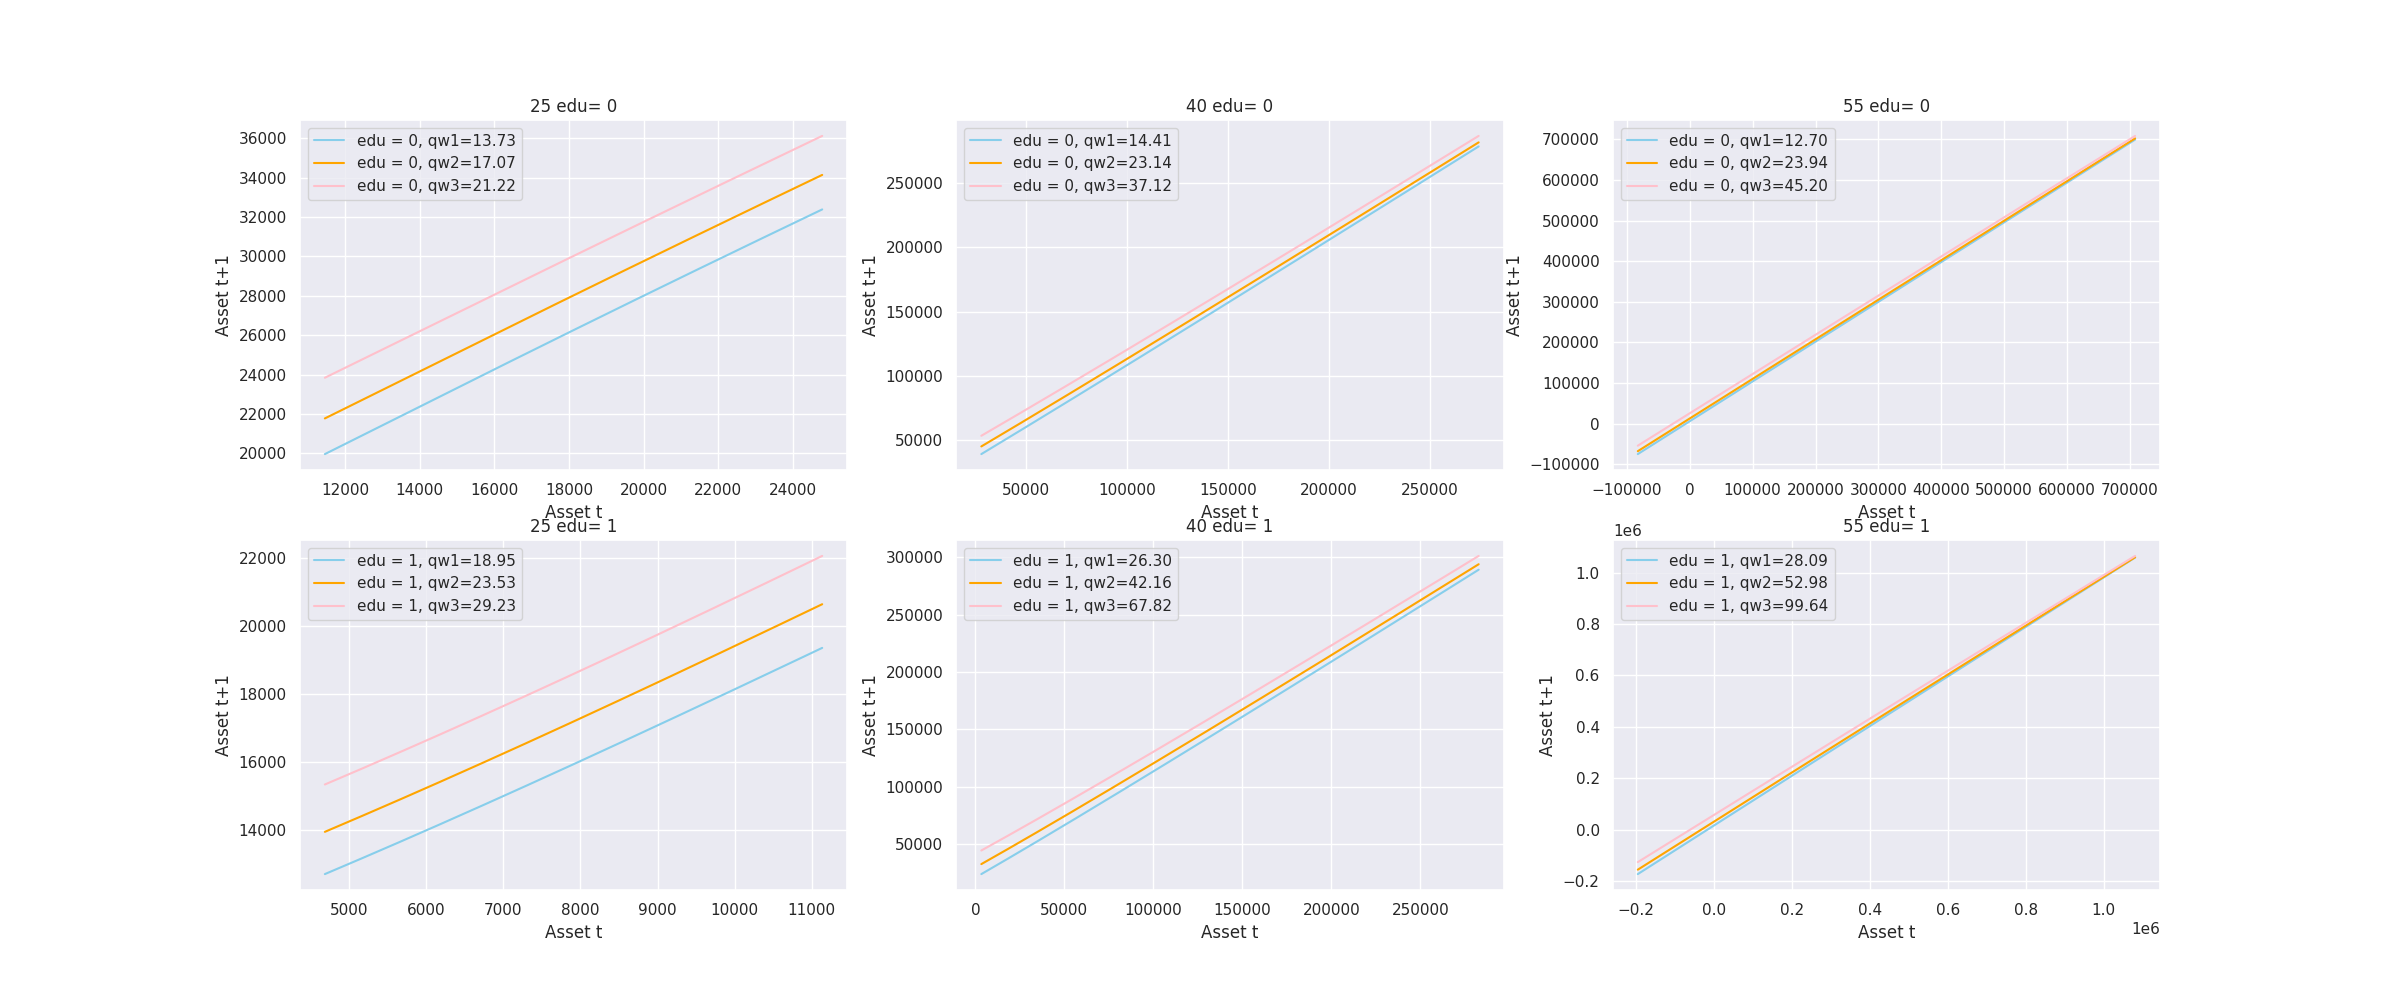 25 edu= 0
edu = 0, qw1=13.73
edu = 0, qw2=17.07
edu = 0, qw3=21.22
Asset t+1
36000
34000
32000
30000
28000
26000
24000
22000
20000
12000 14000 16000 18000 20000 22000 24000
Asset t
40 edu= 0
edu = 0, qw1=14.41
edu = 0, qw2=23.14
edu = 0, qw3=37.12
Asset t+1
250000
200000
150000
100000
50000
50000 100000 150000 200000 250000
Asset t
55 edu= 0
edu = 0, qw1=12.70
edu = 0, qw2=23.94
edu = 0, qw3=45.20
Asset t+1
700000
600000
500000
400000
300000
200000
100000
0
−100000
−100000 0 100000 200000 300000 400000 500000 600000 700000
Asset t
25 edu= 1
edu = 1, qw1=18.95
edu = 1, qw2=23.53
edu = 1, qw3=29.23
Asset t+1
22000
20000
18000
16000
14000
5000 6000 7000 8000 9000 10000 11000
Asset t
40 edu= 1
edu = 1, qw1=26.30
edu = 1, qw2=42.16
edu = 1, qw3=67.82
Asset t+1
300000
250000
200000
150000
100000
50000
0 50000 100000 150000 200000 250000
Asset t
55 edu= 1
1e6
edu = 1, qw1=28.09
edu = 1, qw2=52.98
edu = 1, qw3=99.64
Asset t+1
1.0
0.8
0.6
0.4
0.2
0.0
−0.2
−0.2 0.0 0.2 0.4 0.6 0.8 1.0
1e6
Asset t